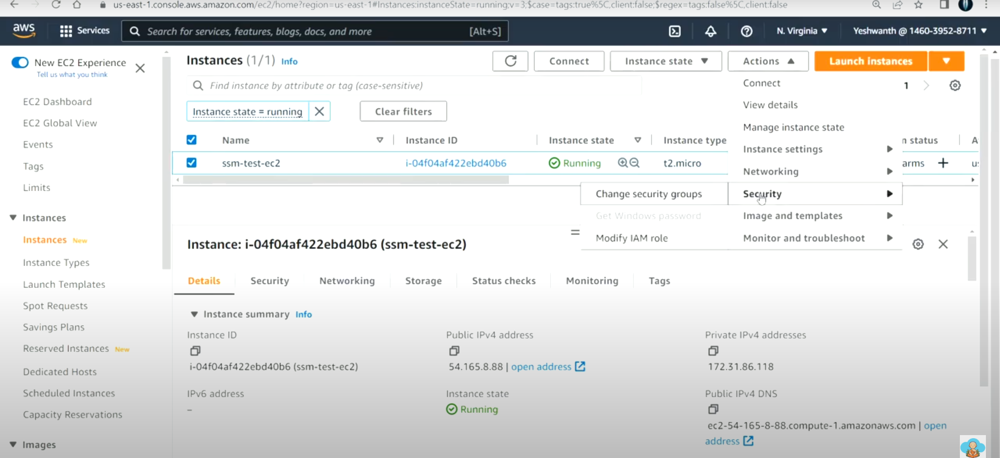 us-east-1.console.aws.amazon.com/ec2/home?region=us-east-1#Instances:instanceState=running;v=3;$case=tags:true%5C,client:false;$regex=tags:false%5C,client:false
aws
Services
Search for services, features, blogs, docs, and more
[Alt+S]
N. Virginia
Yeshwanth @ 1460-3952-8711
New EC2 Experience
Tell us what you think
EC2 Dashboard
EC2 Global View
Events
Tags
Limits
Instances
Instances New
Instance Types
Launch Templates
Spot Requests
Savings Plans
Reserved Instances New
Dedicated Hosts
Scheduled Instances
Capacity Reservations
Images
Instances (1/1) Info
Connect
Instance state
Actions
Launch instances
Find instance by attribute or tag (case-sensitive)
1
Instance state = running
Clear filters
Name
Instance ID
Instance state
Instance type
n status
A
ssm-test-ec2
i-04f04af422ebd40b6
Running
t2.micro
arms
us
Connect
View details
Manage instance state
Instance settings
Networking
Security
Image and templates
Monitor and troubleshoot
Change security groups
Get Windows password
Modify IAM role
Instance: i-04f04af422ebd40b6 (ssm-test-ec2)
Details
Security
Networking
Storage
Status checks
Monitoring
Tags
Instance summary Info
Instance ID
i-04f04af422ebd40b6 (ssm-test-ec2)
Public IPv4 address
54.165.8.88 | open address
Private IPv4 addresses
172.31.86.118
IPv6 address
–
Instance state
Running
Public IPv4 DNS
ec2-54-165-8-88.compute-1.amazonaws.com | open
address